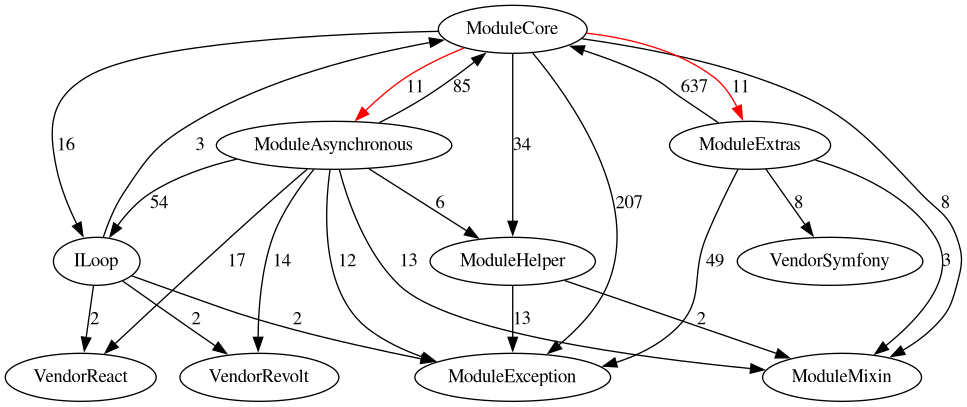 ModuleCore
11
85
637
11
16
3
ModuleAsynchronous
34
ModuleExtras
54
6
207
8
8
ILoop
17
14
12
13
ModuleHelper
49
VendorSymfony
3
2
2
2
13
2
VendorReact
VendorRevolt
ModuleException
ModuleMixin